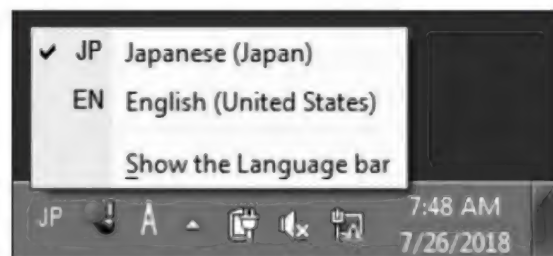 JP Japanese (Japan)
EN English (United States)
Show the Language bar
JP A 7:48 AM
7/26/2018